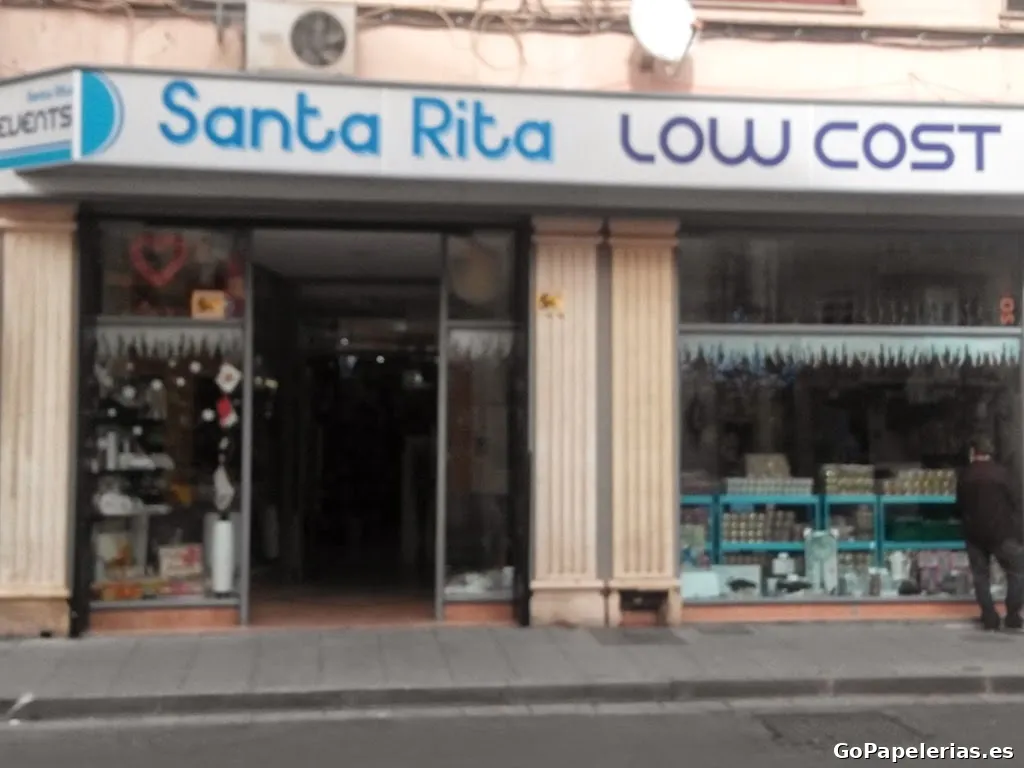 Santa Rita
EVENTS
Santa Rita LOW COST
GoPapelerias.es